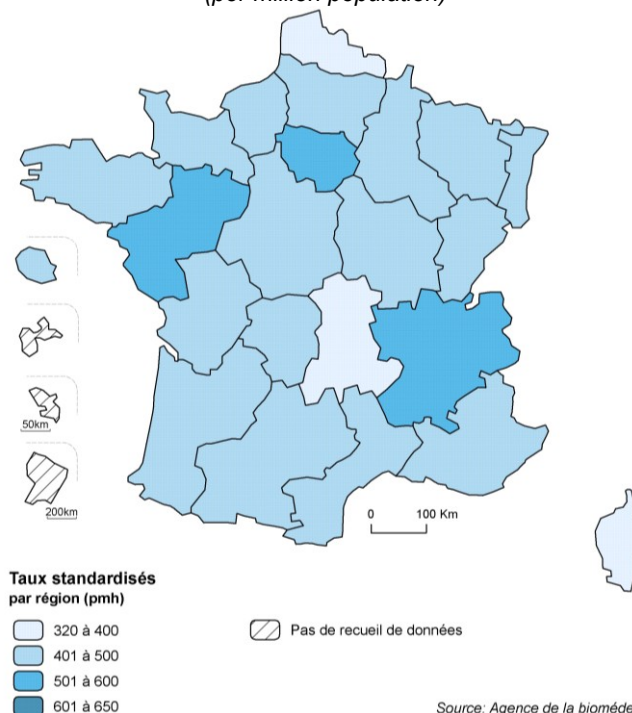 (per million population)
50km
200km
0 100 Km
Taux standardisés
par région (pmh)
320 à 400
Pas de recueil de données
401 à 500
501 à 600
601 à 650
Source: Agence de la biomédе